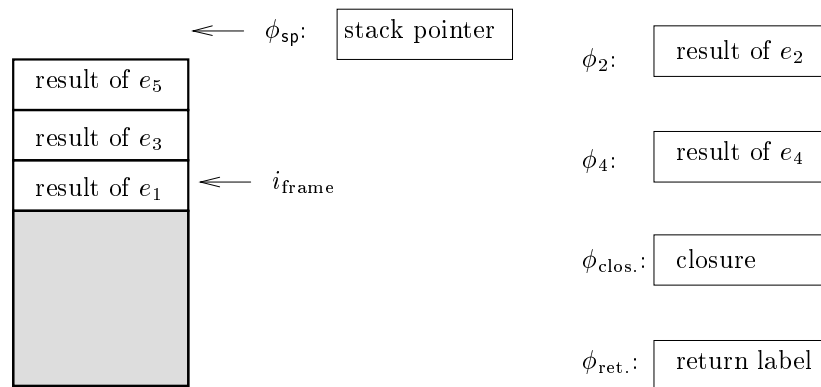 ϕsp: stack pointer
result of e5
result of e3
result of e1
iframe
ϕ2: result of e2
ϕ4: result of e4
ϕclos.: closure
ϕret.: return label